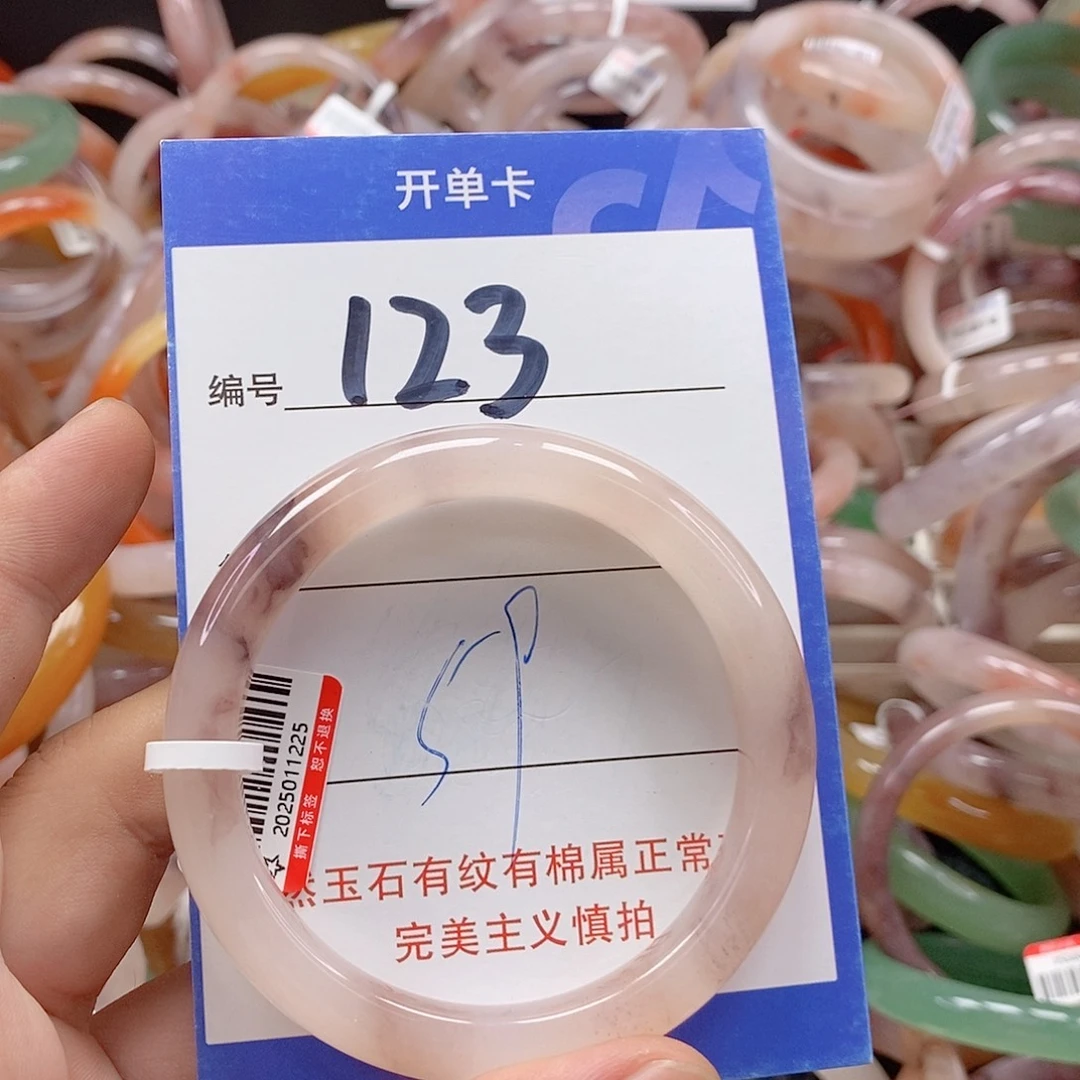 开单卡
编号 123
59
2025011225
撕下标签 恕不退换
然玉石有纹有棉属正常
完美主义慎拍